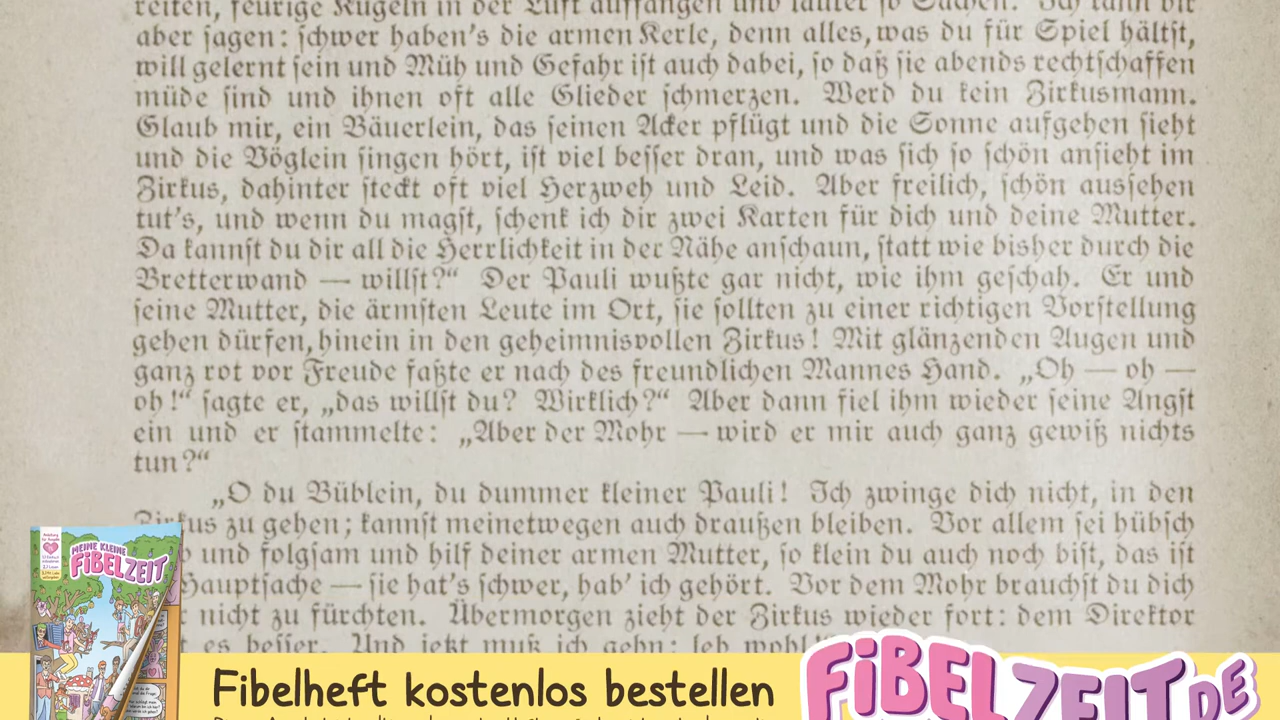 reiten, feurige Kugeln in der Luft auffangen und lauter so Sachen. Ich kann dir
aber sagen: schwer haben's die armen Kerle, denn alles, was du für Spiel hältst,
will gelernt sein und Müh und Gefahr ist auch dabei, so daß sie abends rechtschaffen
müde sind und ihnen oft alle Glieder schmerzen. Werd du kein Zirkusmann.
Glaub mir, ein Bäuerlein, das seinen Acker pflügt und die Sonne aufgehen sieht
und die Vöglein singen hört, ist viel besser dran, und was sich so schön ansieht im
Zirkus, dahinter steckt oft viel Herzweh und Leid. Aber freilich, schön aussehen
tut's, und wenn du magst, schenk ich dir zwei Karten für dich und deine Mutter.
Da kannst du dir all die Herrlichkeit in der Nähe anschaun, statt wie bisher durch die
Bretterwand — willst?“ Der Pauli wußte gar nicht, wie ihm geschah. Er und
seine Mutter, die ärmsten Leute im Ort, sie sollten zu einer richtigen Vorstellung
gehen dürfen, hinein in den geheimnisvollen Zirkus! Mit glänzenden Augen und
ganz rot vor Freude faßte er nach des freundlichen Mannes Hand. „Oh — oh —
oh!“ sagte er, „das willst du? Wirklich?“ Aber dann fiel ihm wieder seine Angst
ein und er stammelte: „Aber der Mohr — wird er mir auch ganz gewiß nichts
tun?“
„O du Büblein, du dummer kleiner Pauli! Ich zwinge dich nicht, in den
Zirkus zu gehen; kannst meinetwegen auch draußen bleiben. Vor allem sei hübsch
und folgsam und hilf deiner armen Mutter, so klein du auch noch bist, das ist
Hauptsache — sie hat's schwer, hab' ich gehört. Vor dem Mohr brauchst du dich
nicht zu fürchten. Übermorgen zieht der Zirkus wieder fort: dem Direktor
es besser. Und jetzt muß ich gehn: leb wohl!“
MEINE KLEINE
FIBELZEIT
Fibelheft kostenlos bestellen
FIBELZEIT.DE